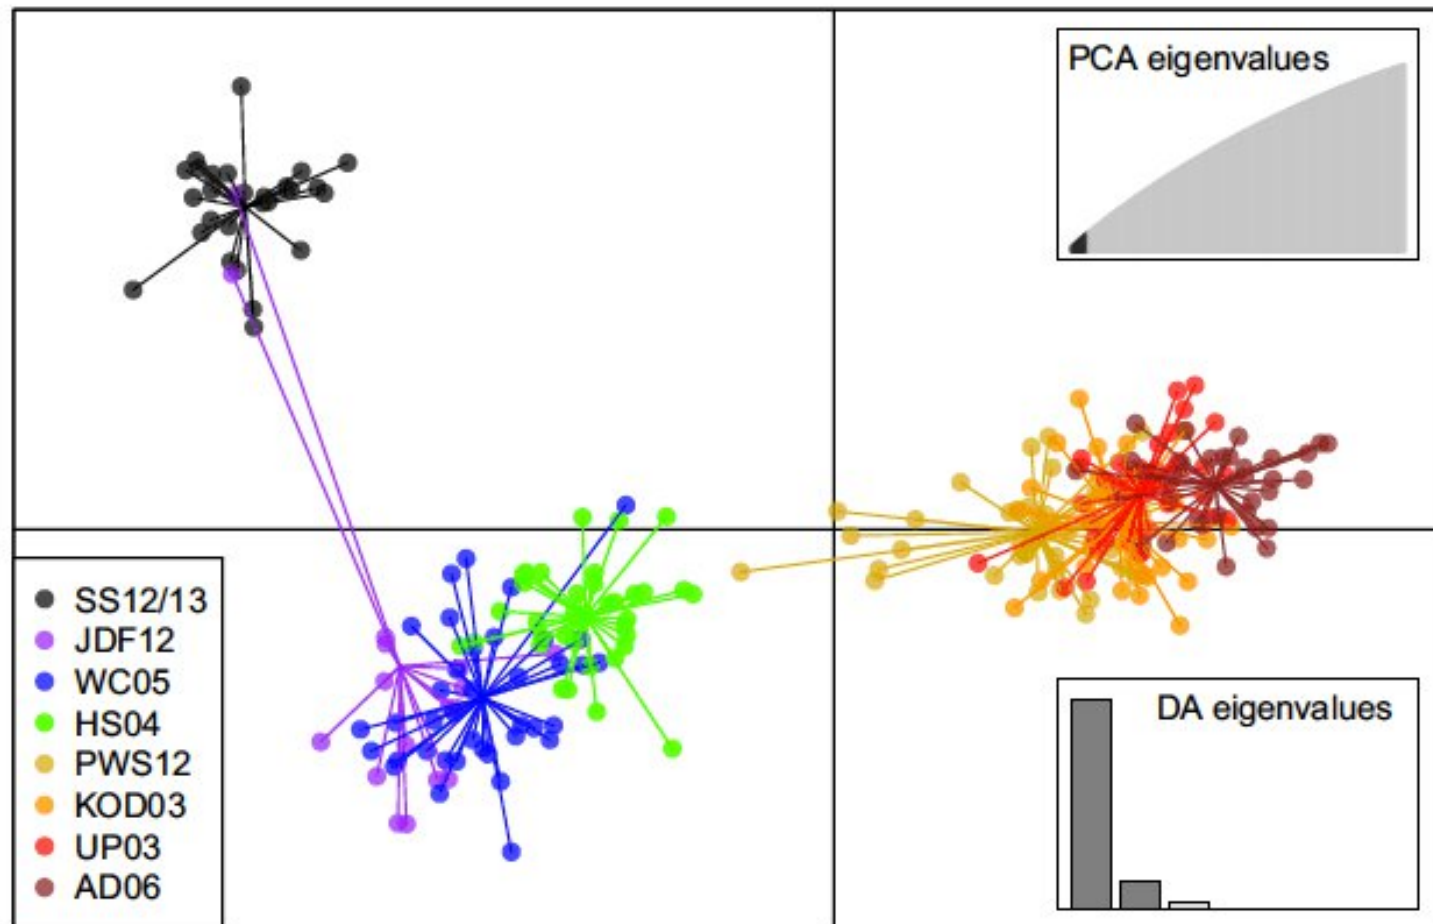 PCA eigenvalues
SS12/13
JDF12
WC05
HS04
PWS12
KOD03
UP03
AD06
DA eigenvalues